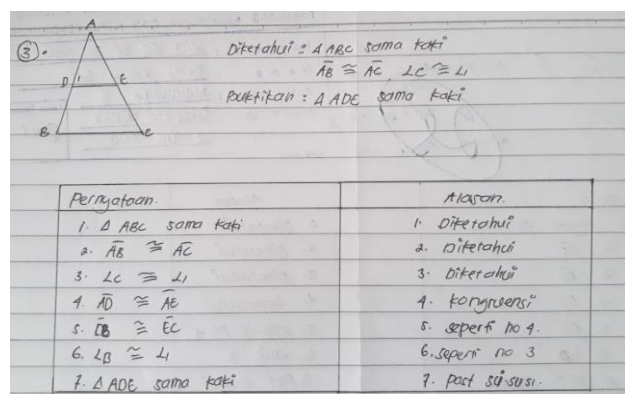 A
3.
Diketahui : Δ ABC sama kaki
AB ≅ AC, ∠C ≅ ∠1
D 1 E
Buktikan : Δ ADE sama kaki
B C
Pernyataan. Alasan.
1. Δ ABC sama kaki 1. Diketahui
2. AB ≅ AC 2. Diketahui
3. ∠C ≅ ∠1 3. Diketahui
4. AD ≅ AE 4. kongruensi
5. DB ≅ EC 5. seperti no 4.
6. ∠B ≅ ∠1 6. seperti no 3
7. Δ ADE sama kaki 7. Post